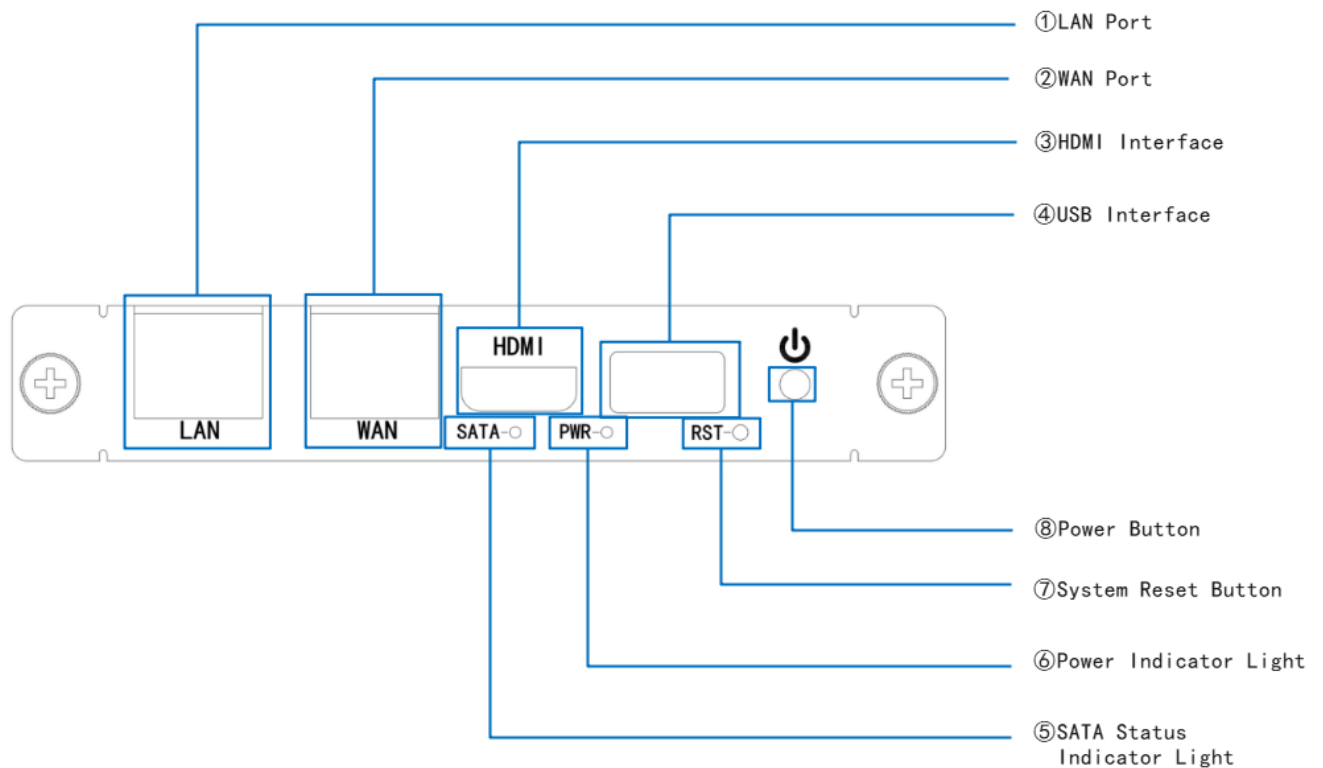 ①LAN Port
②WAN Port
③HDMI Interface
④USB Interface
HDMI
LAN
WAN
SATA
PWR
RST
⑧Power Button
⑦System Reset Button
⑥Power Indicator Light
⑤SATA Status
Indicator Light